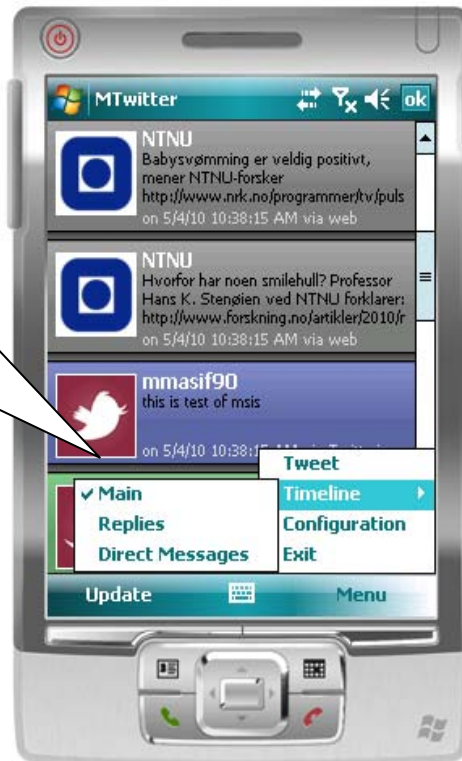 MTwitter
ok
NTNU
Babysvømming er veldig positivt,
mener NTNU-forsker
http://www.nrk.no/programmer/tv/puls
on 5/4/10 10:38:15 AM via web
NTNU
Hvorfor har noen smilehull? Professor
Hans K. Stenøien ved NTNU forklarer:
http://www.forskning.no/artikler/2010/r
on 5/4/10 10:38:15 AM via web
mmasif90
this is test of msis
on 5/4/10 10:38:1
Tweet
Timeline
Configuration
Exit
Main
Replies
Direct Messages
Update
Menu